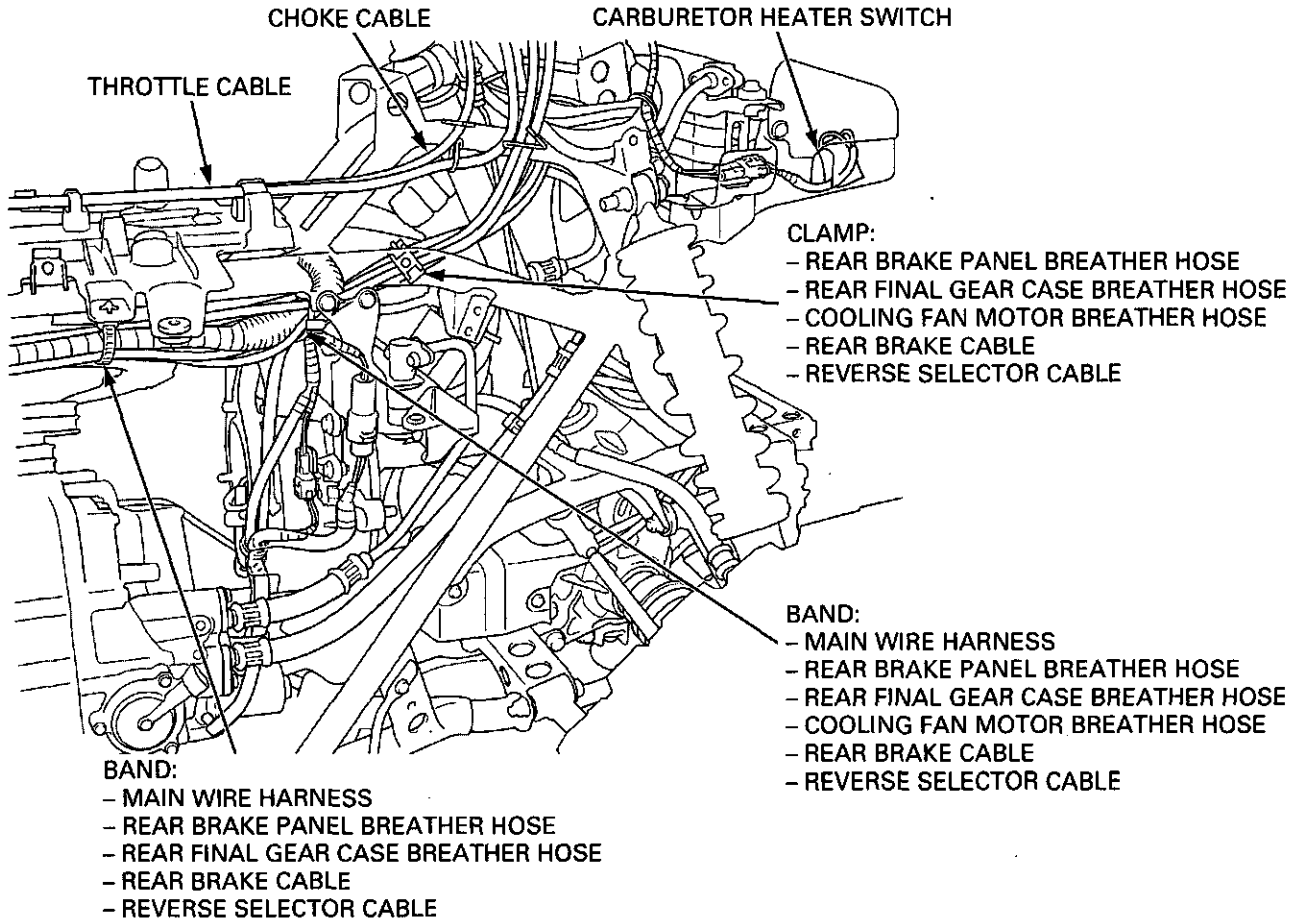 CHOKE CABLE
CARBURETOR HEATER SWITCH
THROTTLE CABLE
CLAMP:
– REAR BRAKE PANEL BREATHER HOSE
– REAR FINAL GEAR CASE BREATHER HOSE
– COOLING FAN MOTOR BREATHER HOSE
– REAR BRAKE CABLE
– REVERSE SELECTOR CABLE
BAND:
– MAIN WIRE HARNESS
– REAR BRAKE PANEL BREATHER HOSE
– REAR FINAL GEAR CASE BREATHER HOSE
– COOLING FAN MOTOR BREATHER HOSE
– REAR BRAKE CABLE
– REVERSE SELECTOR CABLE
BAND:
– MAIN WIRE HARNESS
– REAR BRAKE PANEL BREATHER HOSE
– REAR FINAL GEAR CASE BREATHER HOSE
– REAR BRAKE CABLE
– REVERSE SELECTOR CABLE